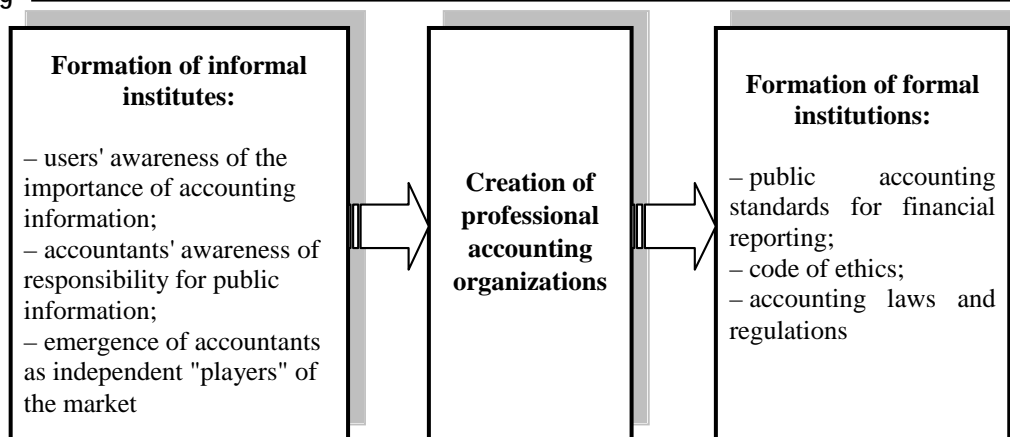 g
Formation of informal
institutes:
– users' awareness of the
importance of accounting
information;
– accountants' awareness of
responsibility for public
information;
– emergence of accountants
as independent "players" of
the market
Creation of
professional
accounting
organizations
Formation of formal
institutions:
– public accounting
standards for financial
reporting;
– code of ethics;
– accounting laws and
regulations